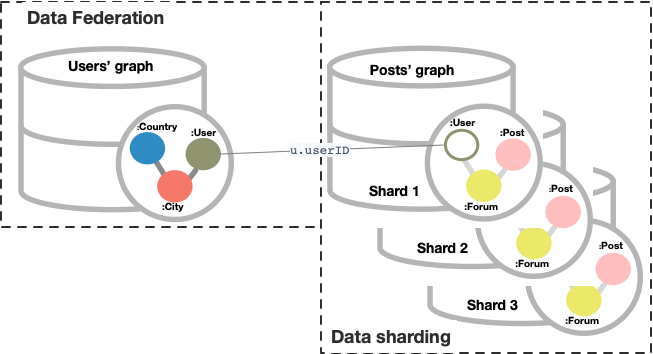 Data Federation
Users' graph
:Country
:User
:City
u.userID
Posts' graph
:User
:Post
:Forum
Shard 1
:Post
Shard 2
:Forum
:Post
Shard 3
:Forum
Data sharding